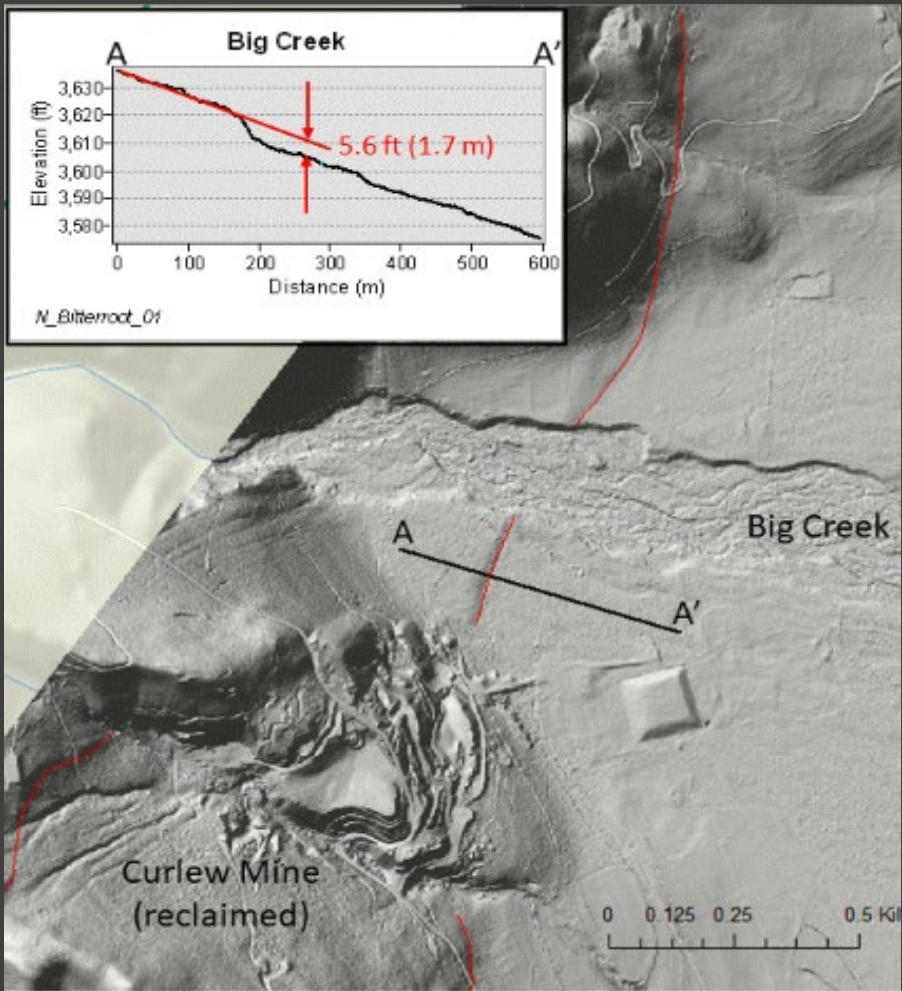 Big Creek
A
A'
3,630
3,620
3,610
3,600
3,590
3,580
Elevation (ft)
5.6 ft (1.7 m)
0 100 200 300 400 500 600
Distance (m)
N_Bitterroot_01
Big Creek
A
A'
Curlew Mine
(reclaimed)
0 0.125 0.25 0.5 Kil